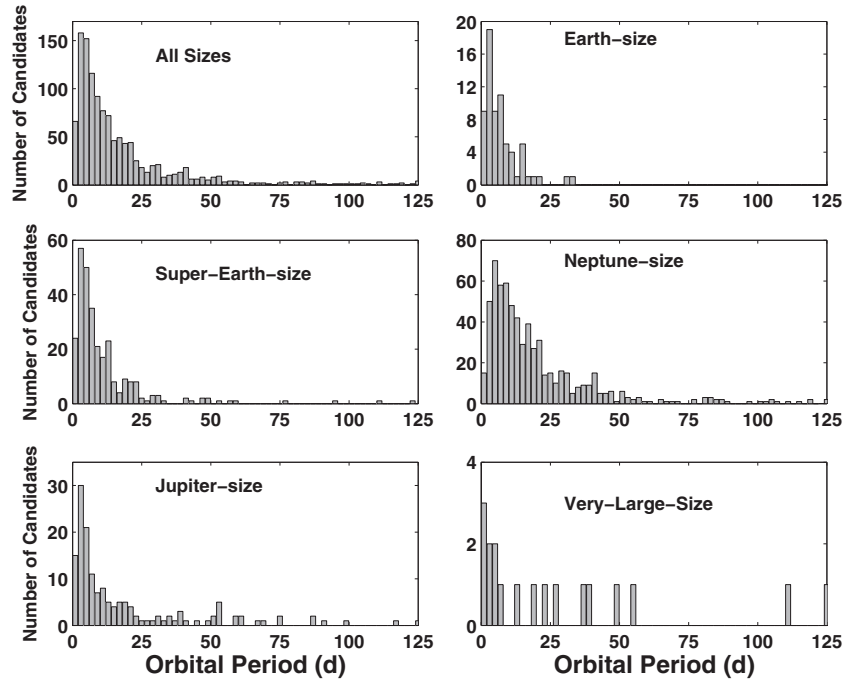 All Sizes
Number of Candidates
150
100
50
0
0 25 50 75 100 125
Earth−size
20
16
12
8
4
0
0 25 50 75 100 125
Super−Earth−size
Number of Candidates
60
40
20
0
0 25 50 75 100 125
Neptune−size
80
60
40
20
0
0 25 50 75 100 125
Jupiter−size
Number of Candidates
30
20
10
0
0 25 50 75 100 125
Orbital Period (d)
Very−Large−Size
4
2
0
0 25 50 75 100 125
Orbital Period (d)